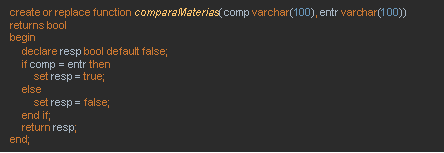 create or replace function comparaMaterias(comp varchar(100), entr varchar(100))
returns bool
begin
declare resp bool default false;
if comp = entr then
set resp = true;
else
set resp = false;
end if;
return resp;
end;